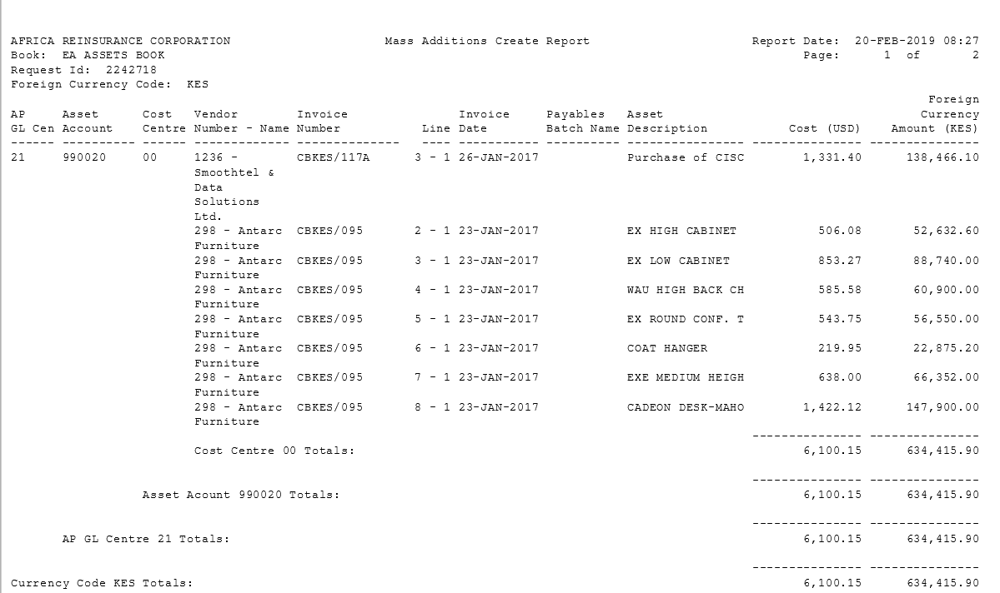 AFRICA REINSURANCE CORPORATION Mass Additions Create Report Report Date: 20-FEB-2019 08:27
Book: EA ASSETS BOOK Page: 1 of 2
Request Id: 2242718
Foreign Currency Code: KES
Foreign
AP Asset Cost Vendor Invoice Invoice Payables Asset Currency
GL Cen Account Centre Number - Name Number Line Date Batch Name Description Cost (USD) Amount (KES)
------ ---------- ------ ------------- -------------- ---- ----------- ---------- ---------------- --------------- ---------------
21 990020 00 1236 - CBKES/117A 3 - 1 26-JAN-2017 Purchase of CISC 1,331.40 138,466.10
Smoothtel &
Data
Solutions
Ltd.
298 - Antarc CBKES/095 2 - 1 23-JAN-2017 EX HIGH CABINET 506.08 52,632.60
Furniture
298 - Antarc CBKES/095 3 - 1 23-JAN-2017 EX LOW CABINET 853.27 88,740.00
Furniture
298 - Antarc CBKES/095 4 - 1 23-JAN-2017 WAU HIGH BACK CH 585.58 60,900.00
Furniture
298 - Antarc CBKES/095 5 - 1 23-JAN-2017 EX ROUND CONF. T 543.75 56,550.00
Furniture
298 - Antarc CBKES/095 6 - 1 23-JAN-2017 COAT HANGER 219.95 22,875.20
Furniture
298 - Antarc CBKES/095 7 - 1 23-JAN-2017 EXE MEDIUM HEIGH 638.00 66,352.00
Furniture
298 - Antarc CBKES/095 8 - 1 23-JAN-2017 CADEON DESK-MAHO 1,422.12 147,900.00
Furniture
--------------- ---------------
Cost Centre 00 Totals: 6,100.15 634,415.90
--------------- ---------------
Asset Acount 990020 Totals: 6,100.15 634,415.90
--------------- ---------------
AP GL Centre 21 Totals: 6,100.15 634,415.90
--------------- ---------------
Currency Code KES Totals: 6,100.15 634,415.90